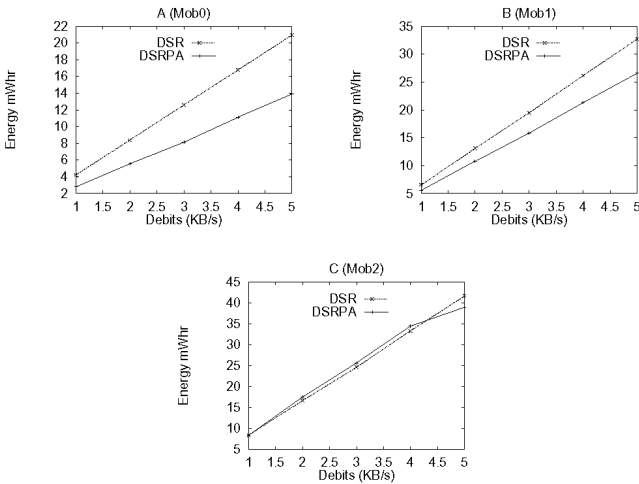 A (Mob0)
22
20
18
16
14
12
10
8
6
4
2
Energy mWhr
DSR
DSRPA
1 1.5 2 2.5 3 3.5 4 4.5 5
Debits (KB/s)
B (Mob1)
35
30
25
20
15
10
5
Energy mWhr
DSR
DSRPA
1 1.5 2 2.5 3 3.5 4 4.5 5
Debits (KB/s)
C (Mob2)
45
40
35
30
25
20
15
10
5
Energy mWhr
DSR
DSRPA
1 1.5 2 2.5 3 3.5 4 4.5 5
Debits (KB/s)